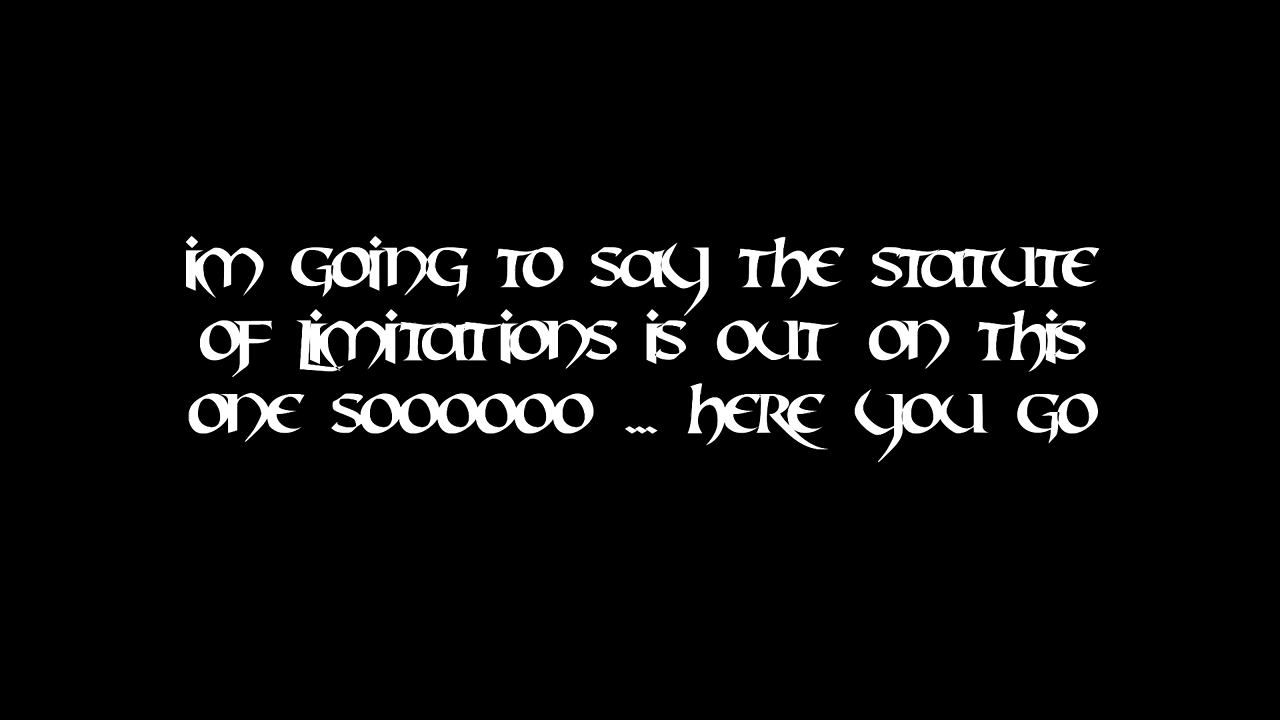 im going to say the statute
of Limitations is out on this
one soooooo ... here you go